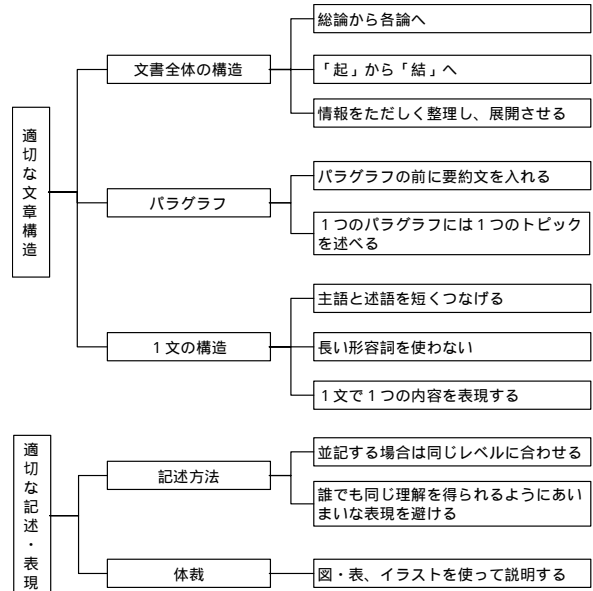 適切な文章構造
文書全体の構造
総論から各論へ
「起」から「結」へ
情報をただしく整理し、展開させる
パラグラフ
パラグラフの前に要約文を入れる
1つのパラグラフには1つのトピック
を述べる
1文の構造
主語と述語を短くつなげる
長い形容詞を使わない
1文で1つの内容を表現する
適切な記述・表現
記述方法
並記する場合は同じレベルに合わせる
誰でも同じ理解を得られるようにあい
まいな表現を避ける
体裁
図・表、イラストを使って説明する